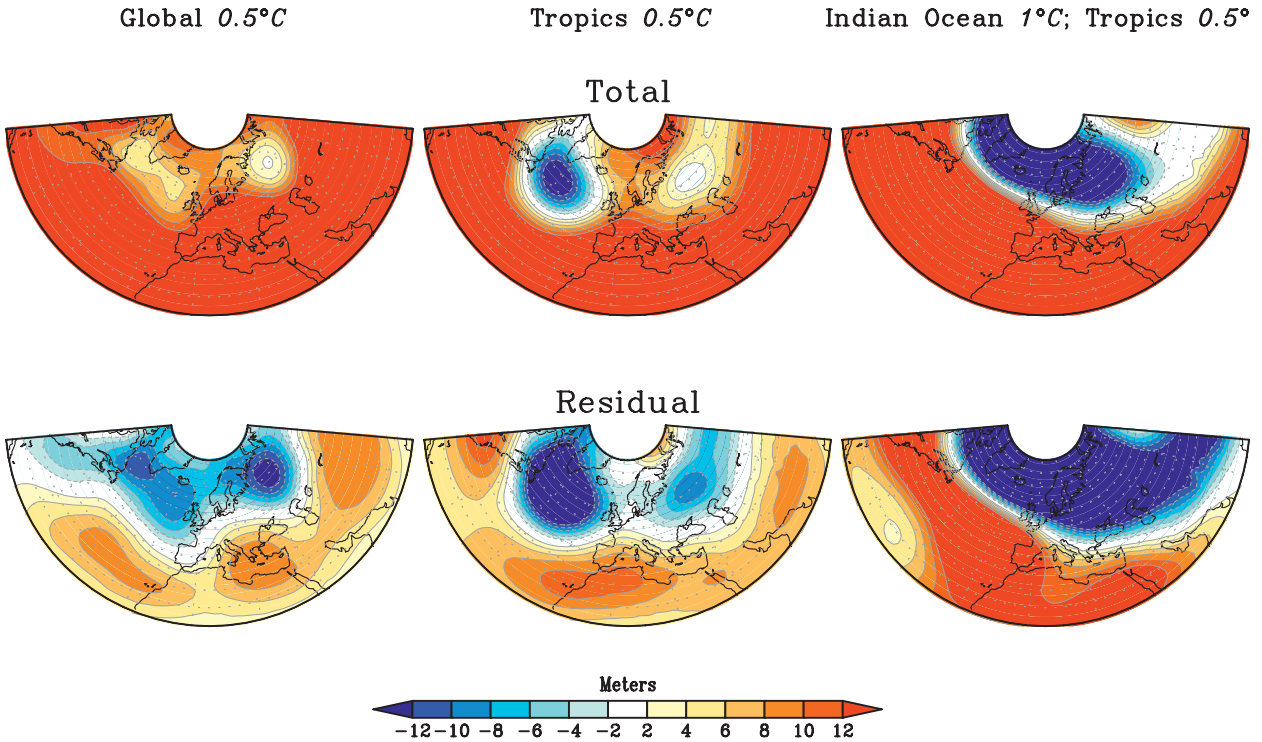 Global 0.5°C Tropics 0.5°C Indian Ocean 1°C; Tropics 0.5°
Total
Residual
Meters
-12 -10 -8 -6 -4 -2 2 4 6 8 10 12